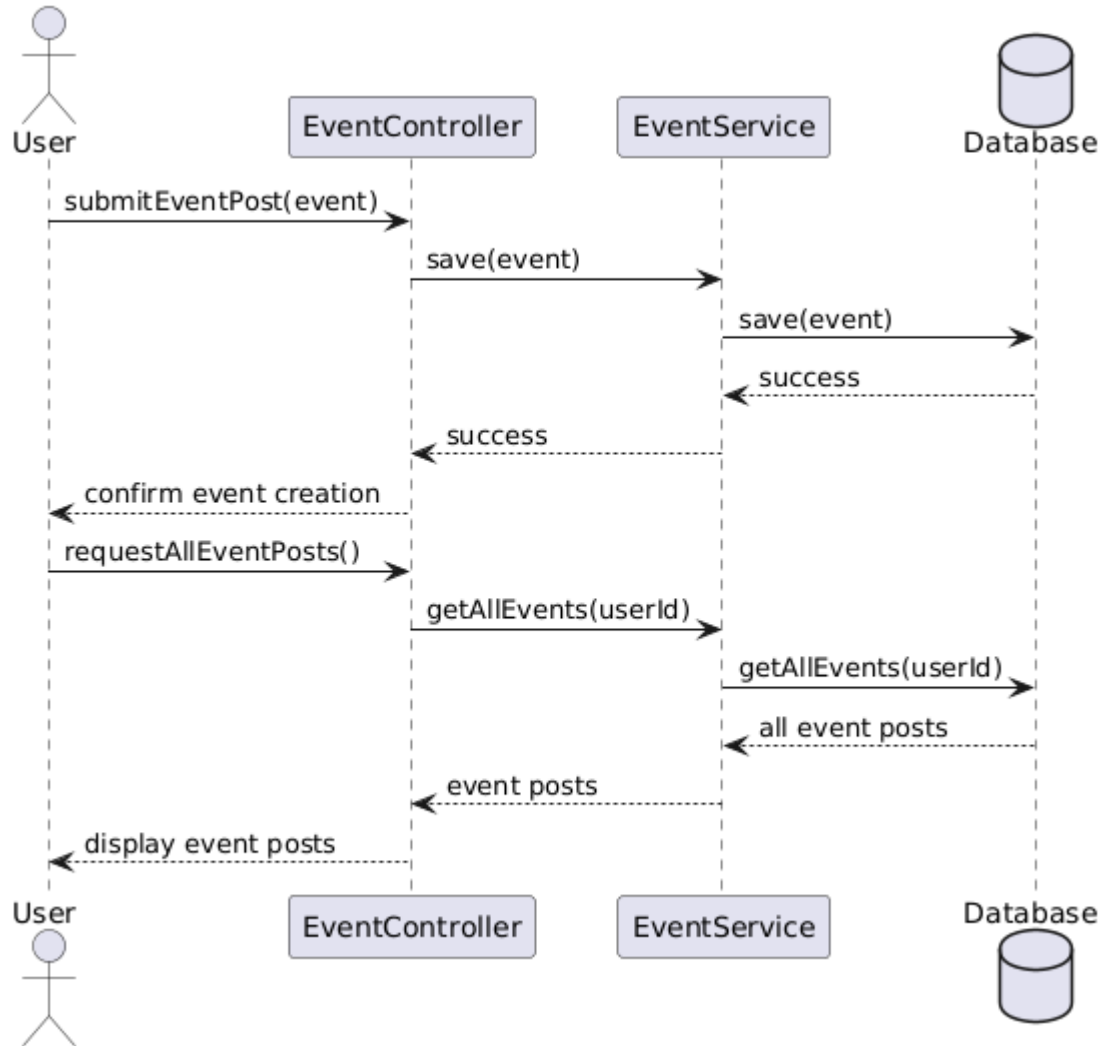 User
EventController
EventService
Database
submitEventPost(event)
save(event)
save(event)
success
success
confirm event creation
requestAllEventPosts()
getAllEvents(userId)
getAllEvents(userId)
all event posts
event posts
display event posts
User
EventController
EventService
Database